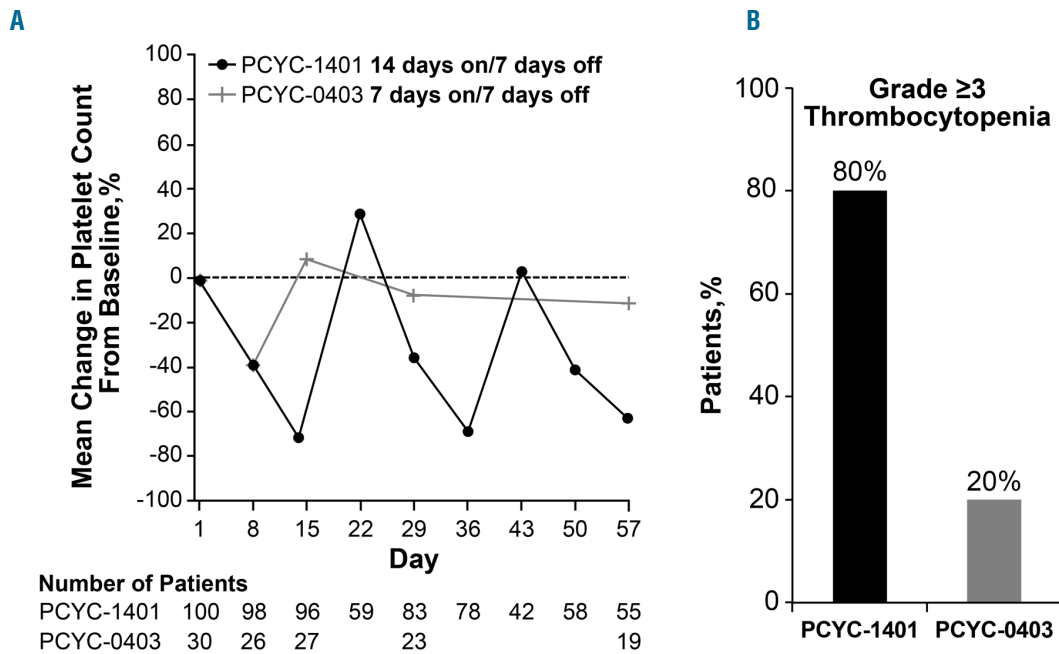 A
PCYC-1401 14 days on/7 days off
PCYC-0403 7 days on/7 days off
Mean Change in Platelet Count
From Baseline,%
100
80
60
40
20
0
-20
-40
-60
-80
-100
1 8 15 22 29 36 43 50 57
Day
Number of Patients
PCYC-1401 100 98 96 59 83 78 42 58 55
PCYC-0403 30 26 27 23 19
B
Grade ≥3
Thrombocytopenia
Patients,%
100
80
60
40
20
0
80%
20%
PCYC-1401 PCYC-0403